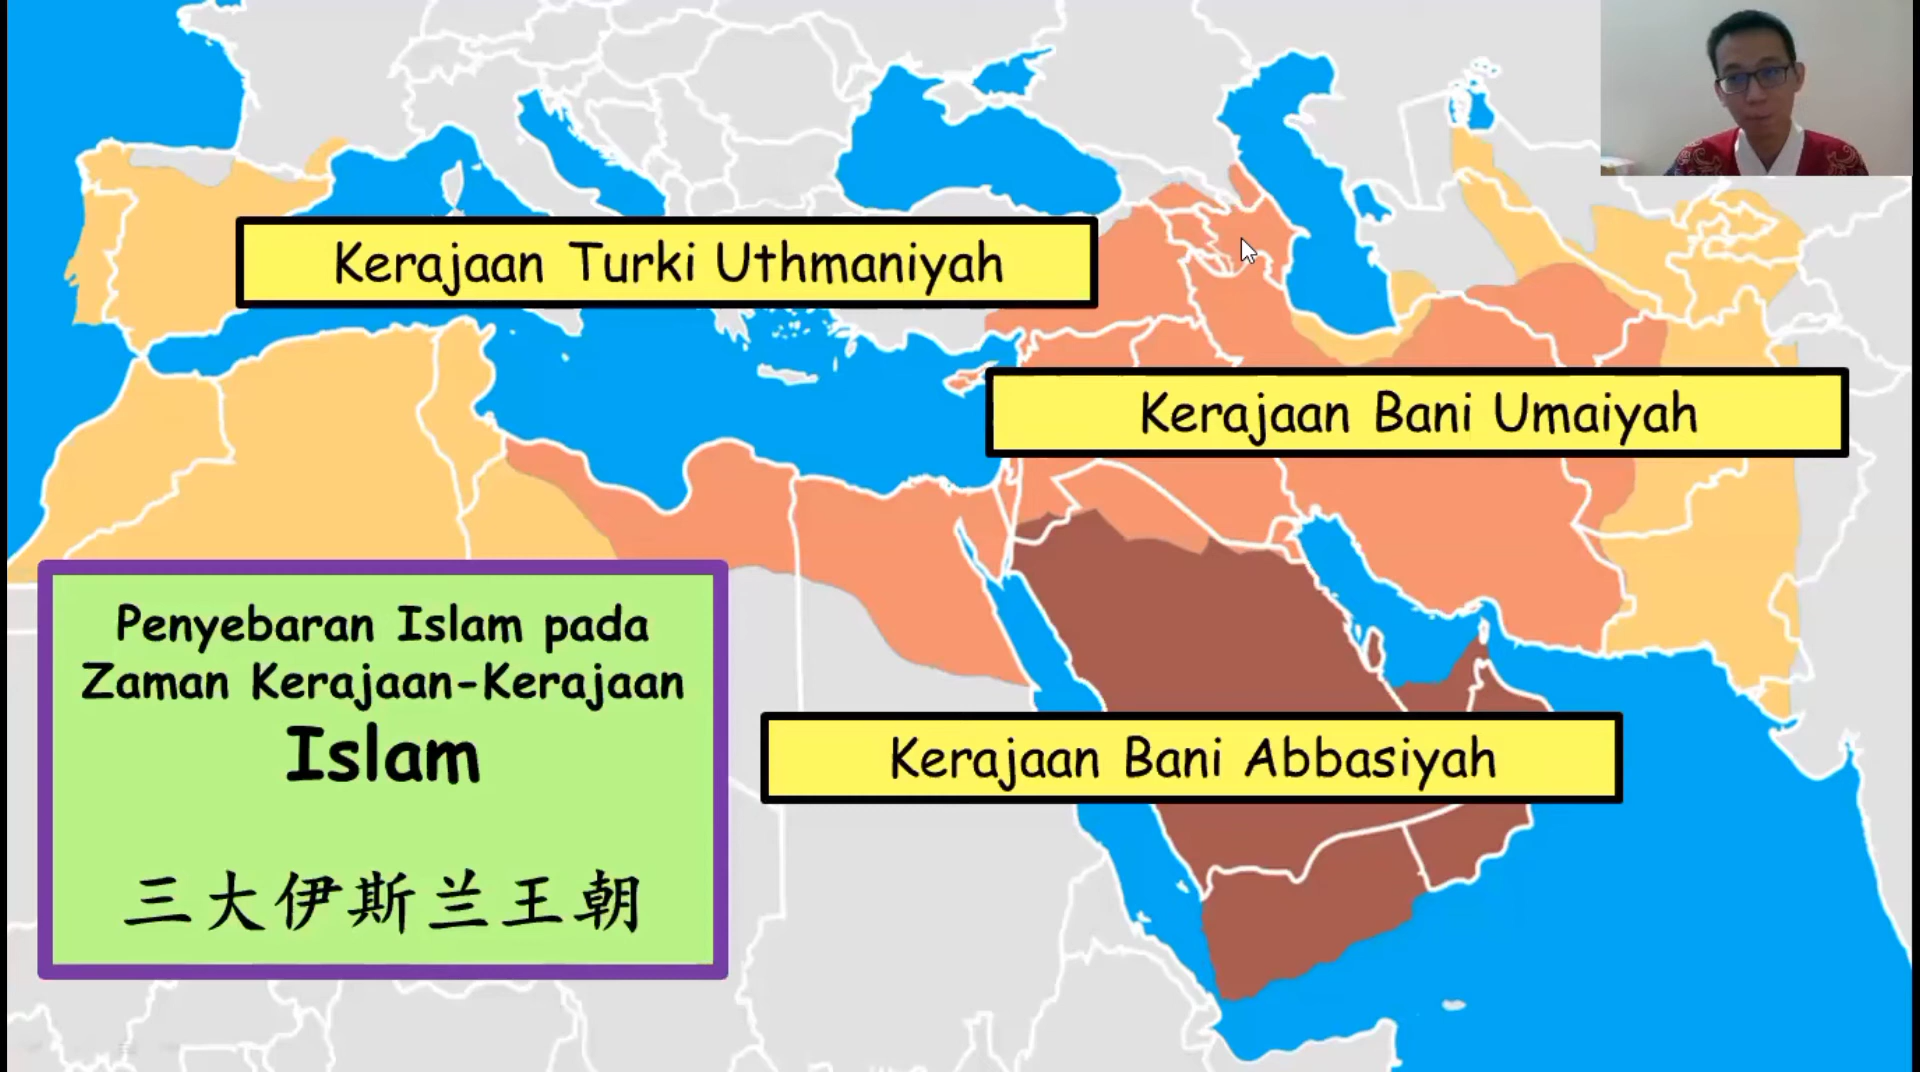 Kerajaan Turki Uthmaniyah
Kerajaan Bani Umaiyah
Penyebaran Islam pada
Zaman Kerajaan-Kerajaan
Islam
三大伊斯兰王朝
Kerajaan Bani Abbasiyah